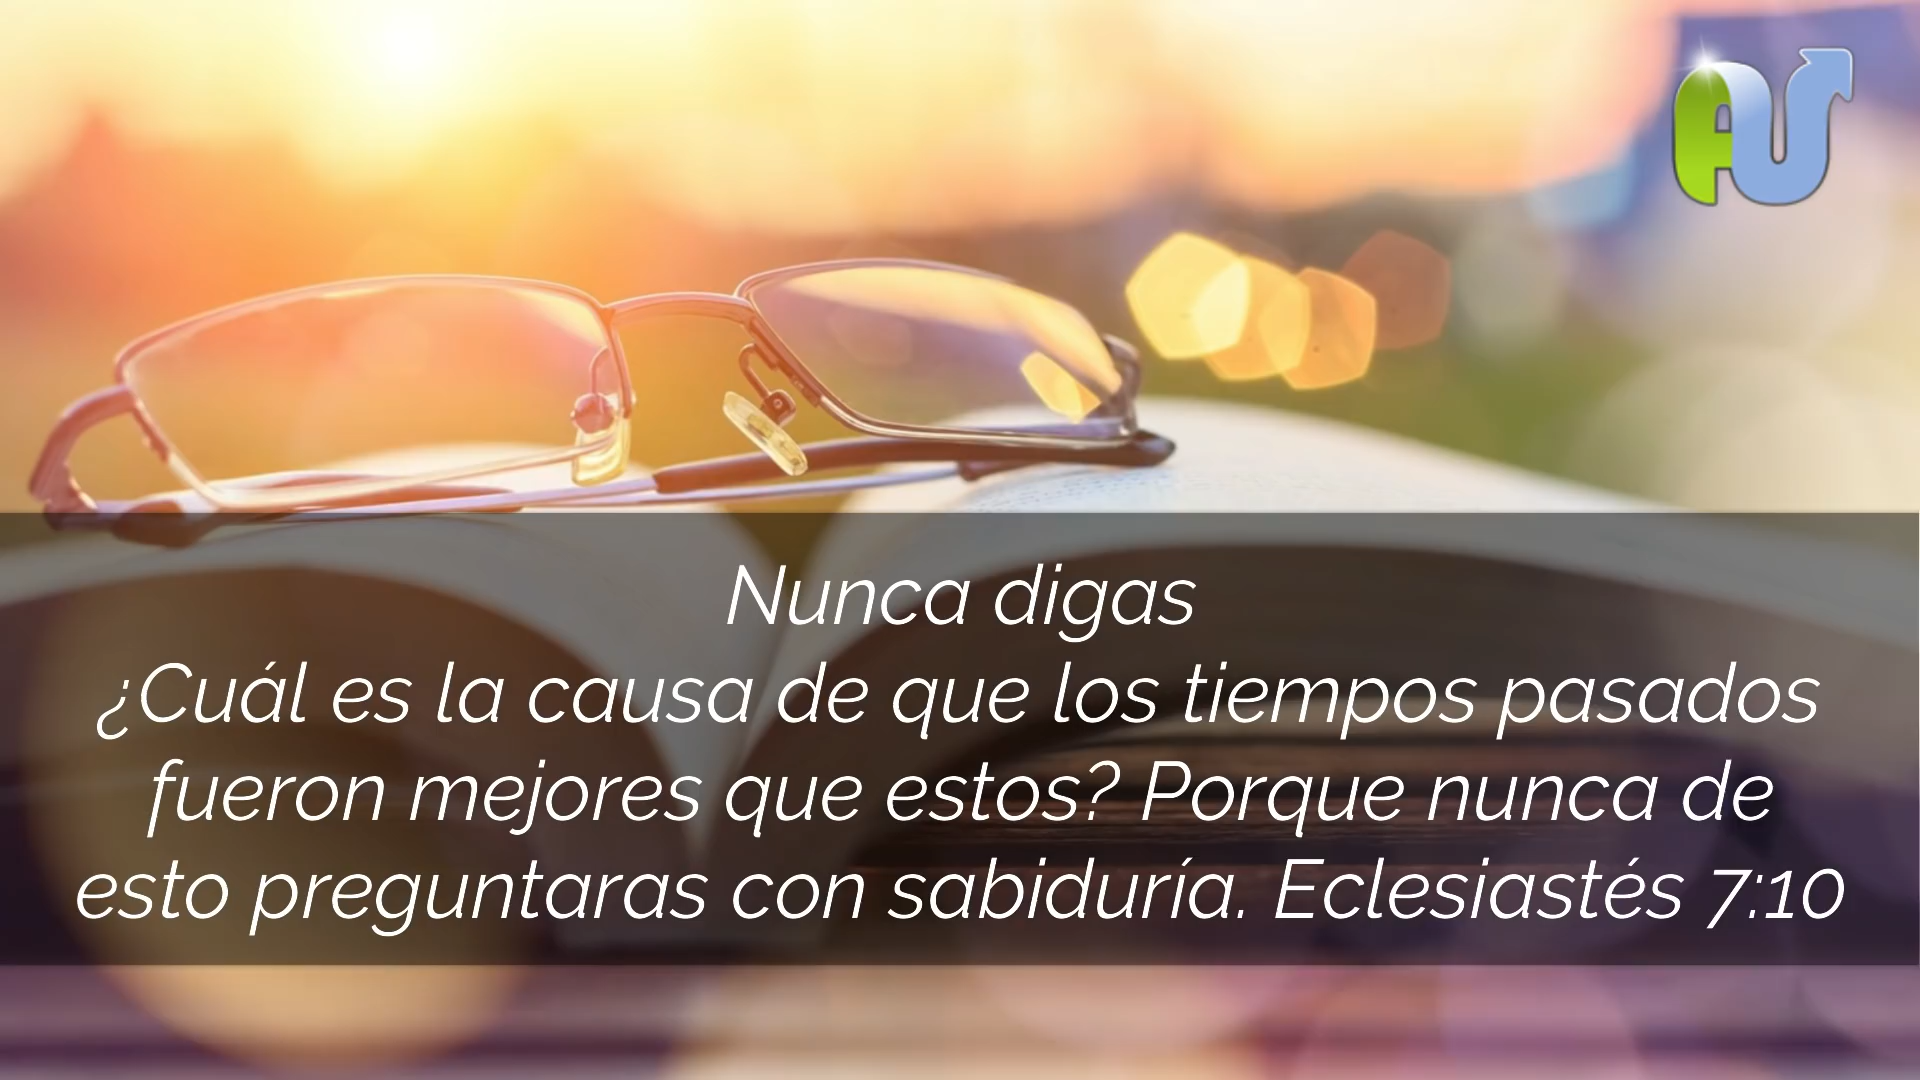 AU
Nunca digas
¿Cuál es la causa de que los tiempos pasados
fueron mejores que estos? Porque nunca de
esto preguntaras con sabiduría. Eclesiastés 7:10